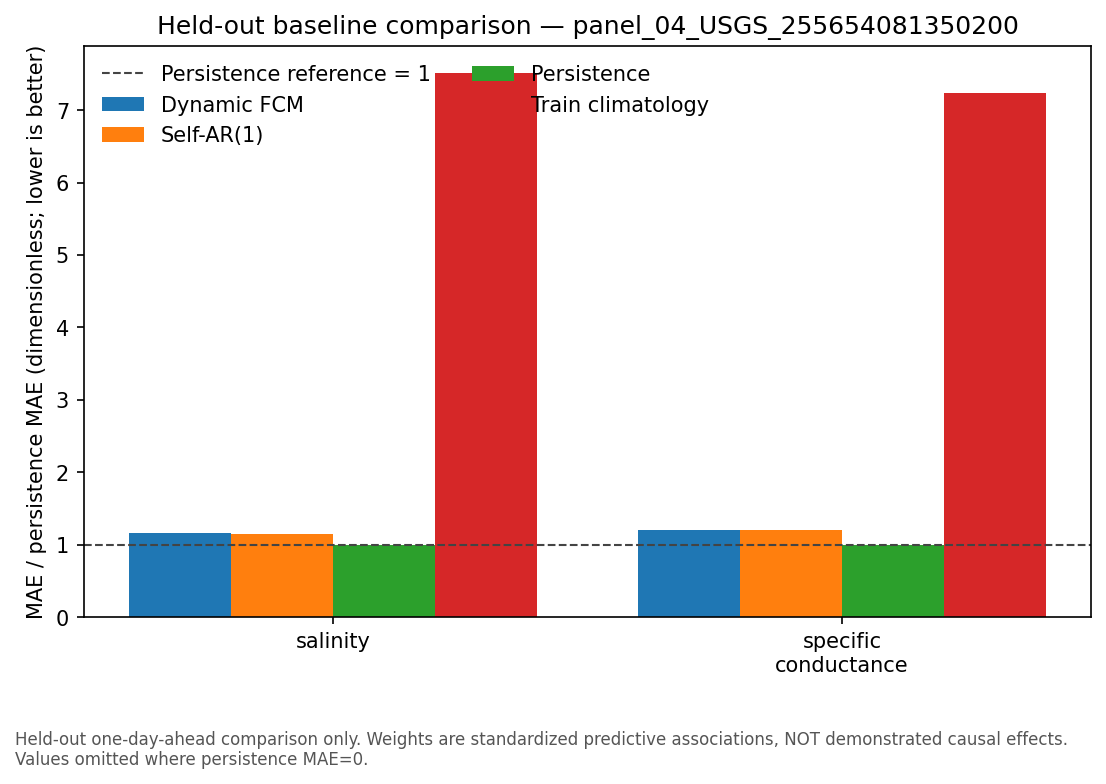 Held-out baseline comparison — panel_04_USGS_255654081350200
MAE / persistence MAE (dimensionless; lower is better)
Persistence reference = 1
Dynamic FCM
Self-AR(1)
Persistence
Train climatology
7
6
5
4
3
2
1
0
salinity
specific
conductance
Held-out one-day-ahead comparison only. Weights are standardized predictive associations, NOT demonstrated causal effects.
Values omitted where persistence MAE=0.